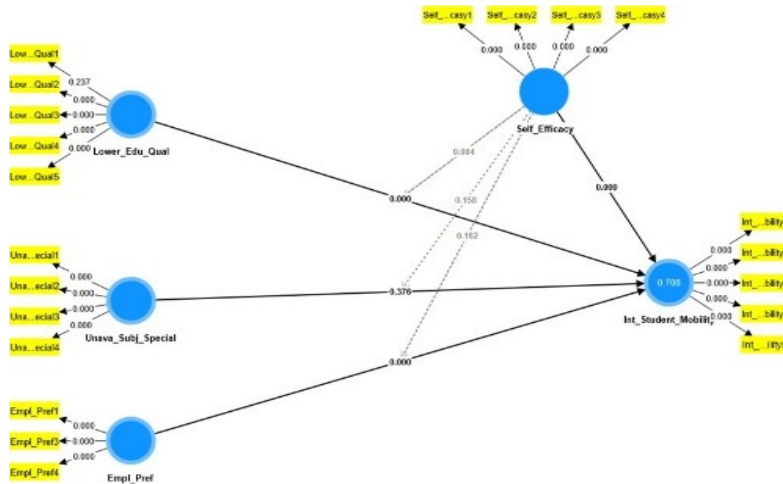 Self_...casy1
Self_...casy2
Self_...casy3
Self_...casy4
0.000
0.000
0.000
0.000
Self_Efficacy
Low...Qual1
Low...Qual2
Low...Qual3
Low...Qual4
Low...Qual5
0.237
0.000
0.000
0.000
0.000
Lower_Edu_Qual
0.084
0.158
0.162
0.000
0.000
0.376
0.000
Una...ecial1
Una...ecial2
Una...ecial3
Una...ecial4
0.000
0.000
0.000
0.000
Unava_Subj_Special
Int_...bility
Int_...bility
Int_...bility
Int_...bility
Int_...ility
0.000
0.000
0.000
0.000
0.000
0.708
Int_Student_Mobility
Empl_Pref1
Empl_Pref3
Empl_Pref4
0.000
0.000
0.000
Empl_Pref